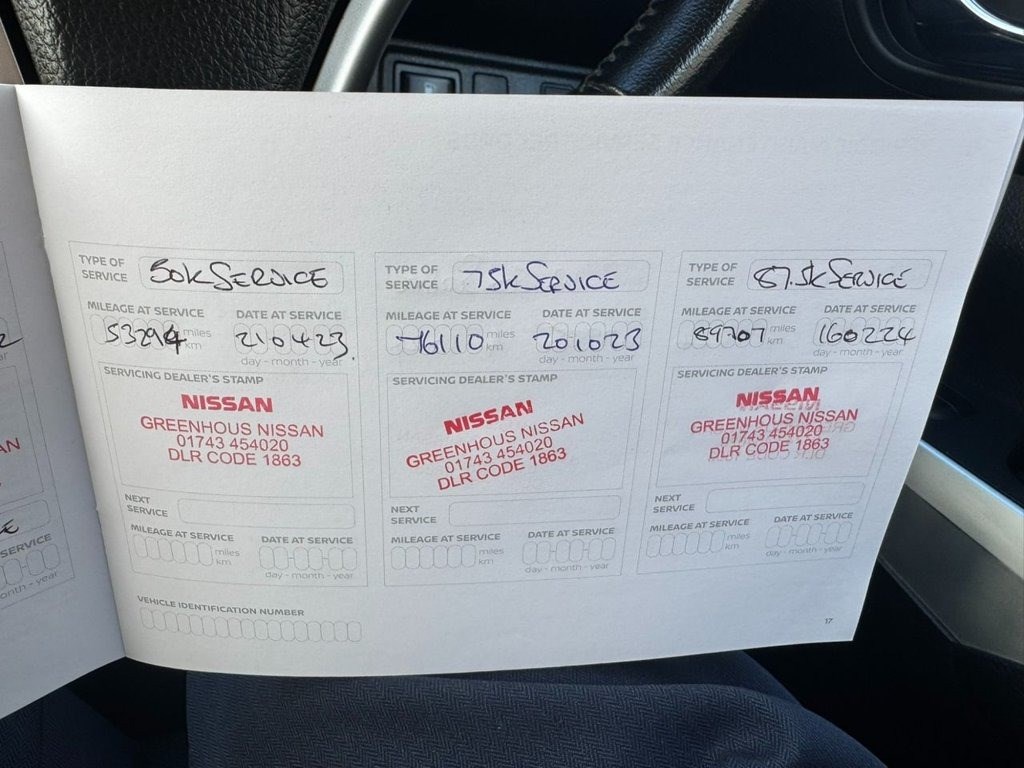 TYPE OF SERVICE 50K SERVICE
MILEAGE AT SERVICE DATE AT SERVICE
53294 miles km 210423
day - month - year
SERVICING DEALER'S STAMP
NISSAN
GREENHOUS NISSAN
01743 454020
DLR CODE 1863
NEXT SERVICE
MILEAGE AT SERVICE DATE AT SERVICE
miles km
day - month - year
VEHICLE IDENTIFICATION NUMBER
TYPE OF SERVICE 75K SERVICE
MILEAGE AT SERVICE DATE AT SERVICE
76110 miles km 201023
day - month - year
SERVICING DEALER'S STAMP
NISSAN
GREENHOUS NISSAN
01743 454020
DLR CODE 1863
NEXT SERVICE
MILEAGE AT SERVICE DATE AT SERVICE
miles km
day - month - year
TYPE OF SERVICE 87.5K SERVICE
MILEAGE AT SERVICE DATE AT SERVICE
89707 miles km 160224
day - month - year
SERVICING DEALER'S STAMP
NISSAN
GREENHOUS NISSAN
01743 454020
DLR CODE 1863
NEXT SERVICE
MILEAGE AT SERVICE DATE AT SERVICE
miles km
day - month - year
17